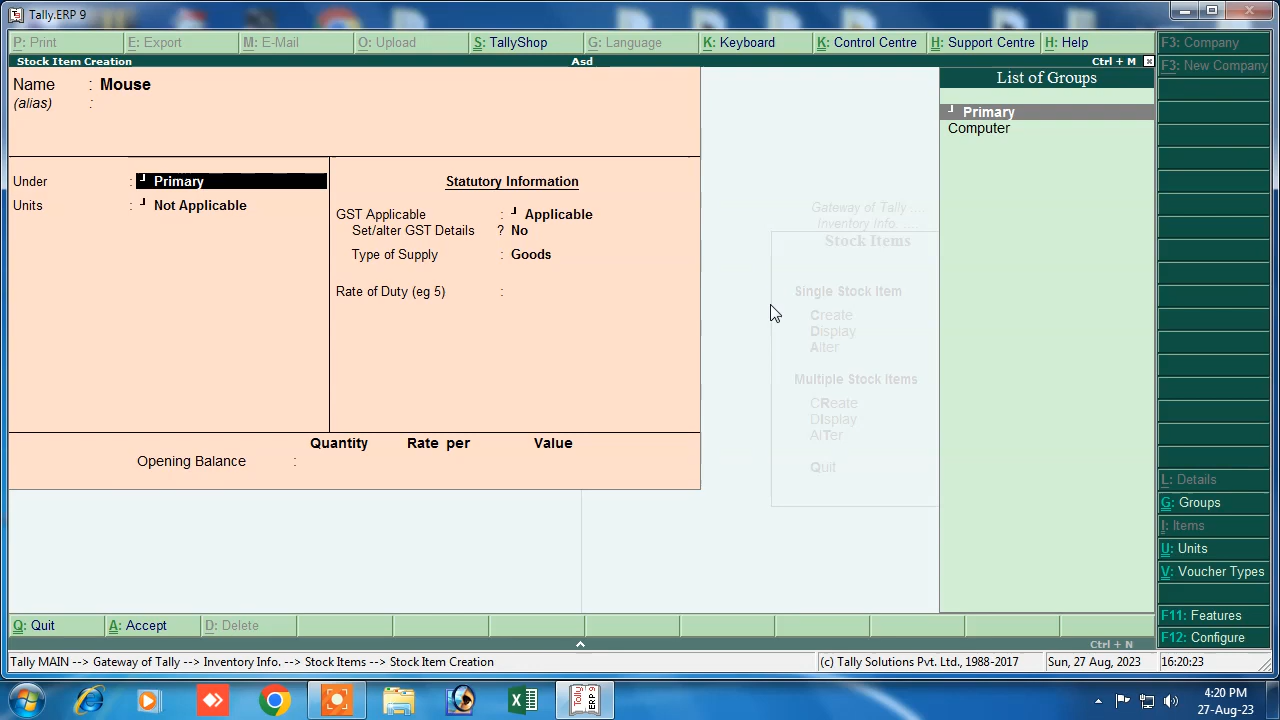 Tally.ERP 9
P: Print E: Export M: E-Mail O: Upload S: TallyShop G: Language K: Keyboard K: Control Centre H: Support Centre H: Help F3: Company
Stock Item Creation Asd Ctrl + M
F3: New Company
Name : Mouse
(alias) :
List of Groups
Primary
Computer
Under : Primary
Units : Not Applicable
Statutory Information
GST Applicable : Applicable
Set/alter GST Details ? No
Type of Supply : Goods
Rate of Duty (eg 5) :
Gateway of Tally ....
Inventory Info. ....
Stock Items
Single Stock Item
Create
Display
Alter
Multiple Stock Items
CReate
DIsplay
AlTer
Quit
Quantity Rate per Value
Opening Balance :
L: Details
G: Groups
I: Items
U: Units
V: Voucher Types
F11: Features
F12: Configure
Q: Quit A: Accept D: Delete
Ctrl + N
Tally MAIN --> Gateway of Tally --> Inventory Info. --> Stock Items --> Stock Item Creation (c) Tally Solutions Pvt. Ltd., 1988-2017 Sun, 27 Aug, 2023 16:20:23
4:20 PM
27-Aug-23